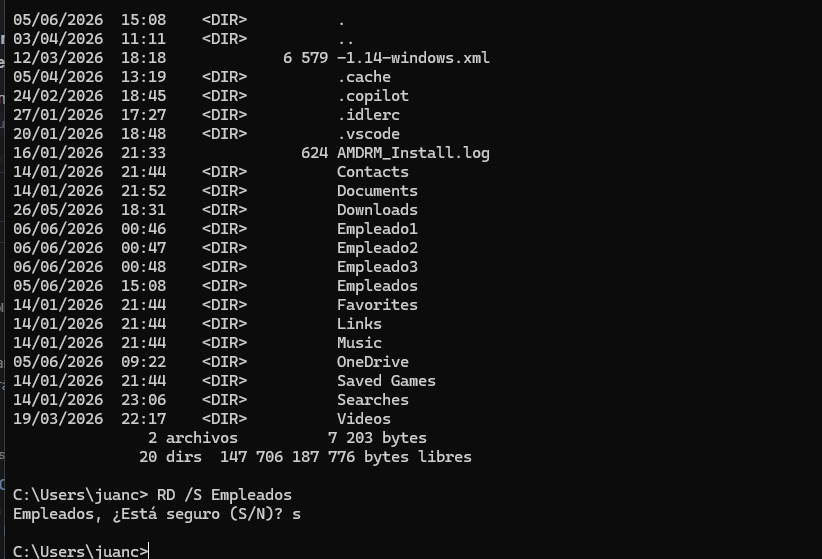 05/06/2026  15:08    <DIR>          .
03/04/2026  11:11    <DIR>          ..
12/03/2026  18:18             6 579 -1.14-windows.xml
05/04/2026  13:19    <DIR>          .cache
24/02/2026  18:45    <DIR>          .copilot
27/01/2026  17:27    <DIR>          .idlerc
20/01/2026  18:48    <DIR>          .vscode
16/01/2026  21:33               624 AMDRM_Install.log
14/01/2026  21:44    <DIR>          Contacts
14/01/2026  21:52    <DIR>          Documents
26/05/2026  18:31    <DIR>          Downloads
06/06/2026  00:46    <DIR>          Empleado1
06/06/2026  00:47    <DIR>          Empleado2
06/06/2026  00:48    <DIR>          Empleado3
05/06/2026  15:08    <DIR>          Empleados
14/01/2026  21:44    <DIR>          Favorites
14/01/2026  21:44    <DIR>          Links
14/01/2026  21:44    <DIR>          Music
05/06/2026  09:22    <DIR>          OneDrive
14/01/2026  21:44    <DIR>          Saved Games
14/01/2026  23:06    <DIR>          Searches
19/03/2026  22:17    <DIR>          Videos
               2 archivos          7 203 bytes
              20 dirs  147 706 187 776 bytes libres
C:\Users\juanc> RD /S Empleados
Empleados, ¿Está seguro (S/N)? s
C:\Users\juanc>